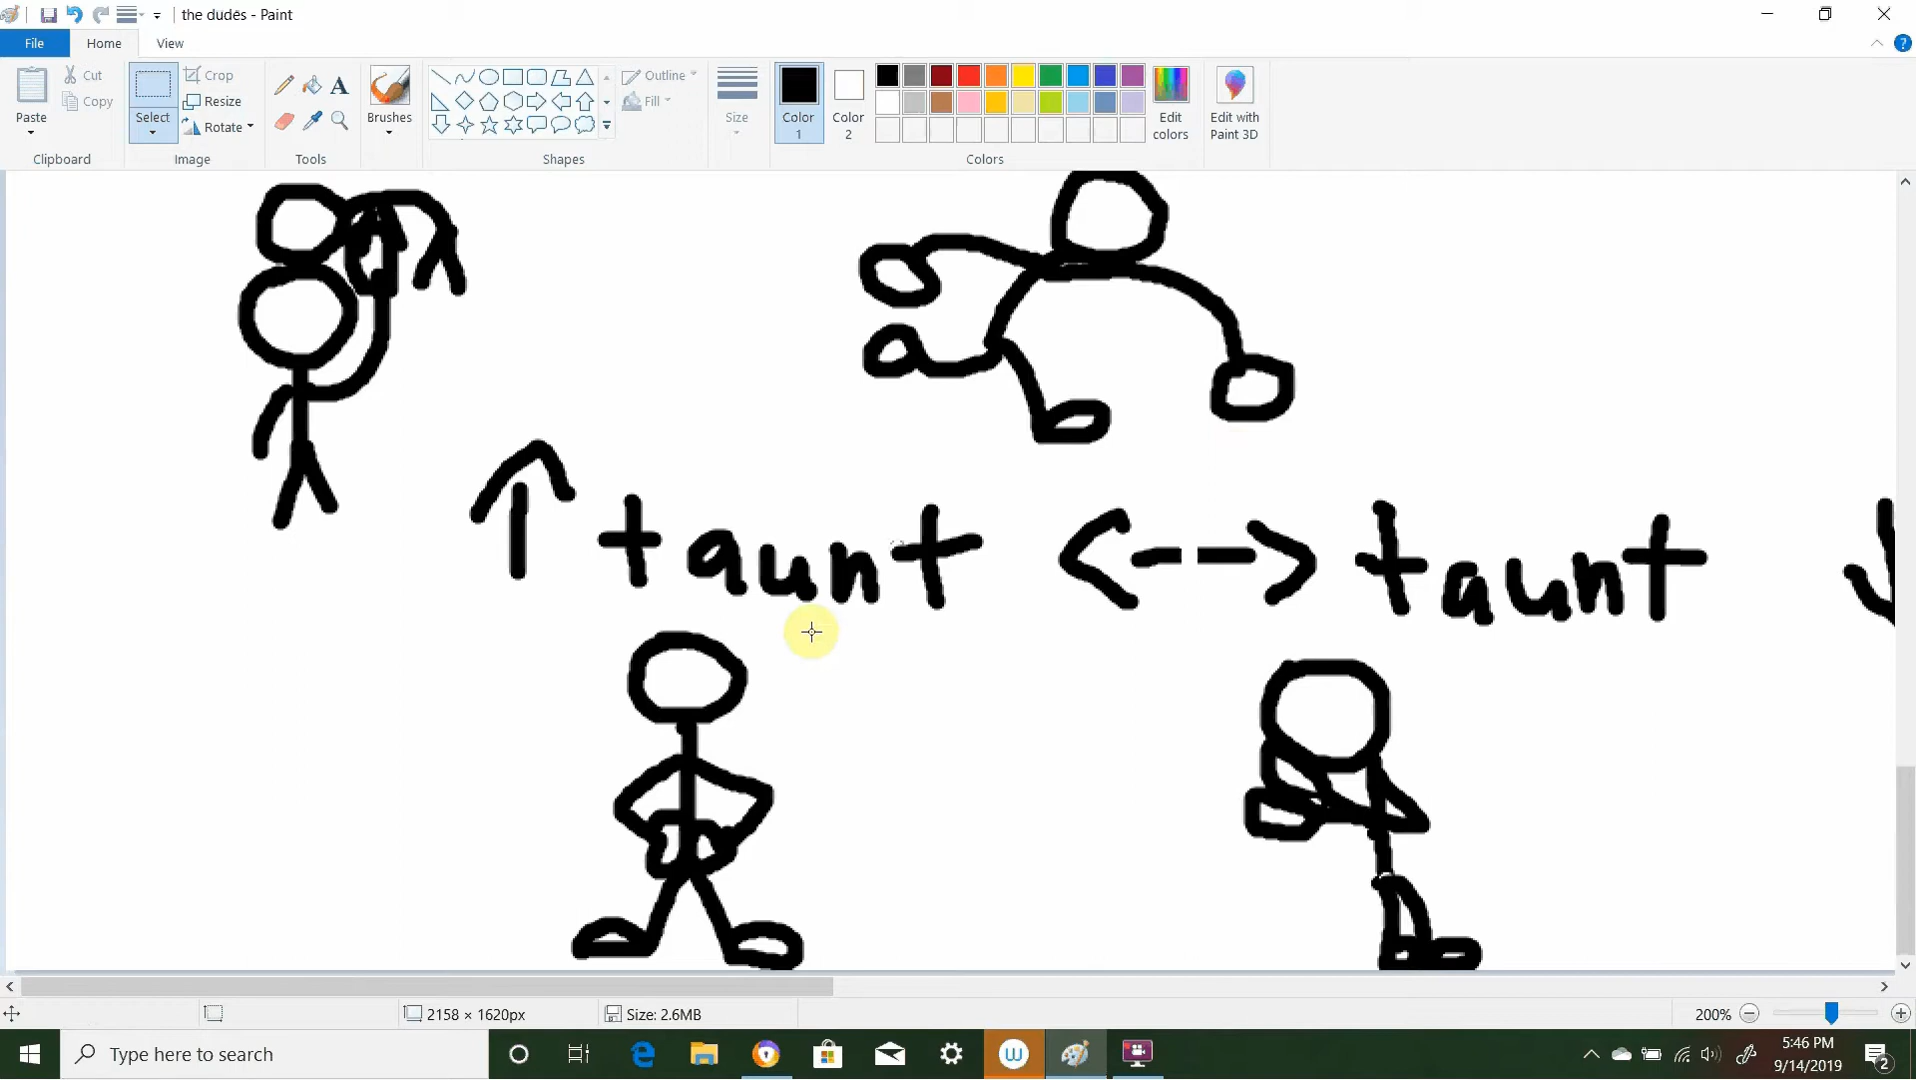 the dudes - Paint
File Home View
Paste
Cut
Copy
Clipboard
Select
Crop
Resize
Rotate
Image
A
Tools
Brushes
Shapes
Outline
Fill
Size
Color 1
Color 2
Edit colors
Colors
Edit with Paint 3D
↑ taunt <--> taunt
2158 × 1620px
Size: 2.6MB
200%
Type here to search
W
5:46 PM
9/14/2019
2